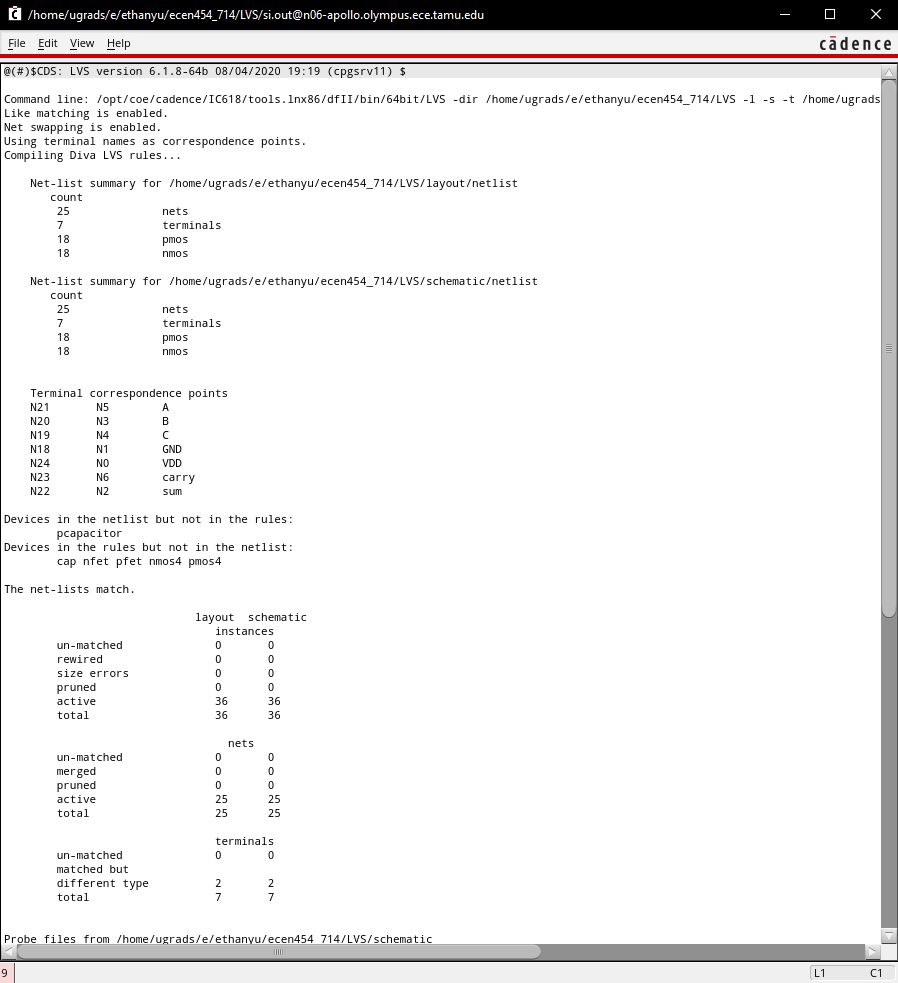 /home/ugrads/e/ethanyu/ecen454_714/LVS/si.out@n06-apollo.olympus.ece.tamu.edu
File Edit View Help
cādence
@(#)$CDS: LVS version 6.1.8-64b 08/04/2020 19:19 (cpgsrv11) $
Command line: /opt/coe/cadence/IC618/tools.lnx86/dfII/bin/64bit/LVS -dir /home/ugrads/e/ethanyu/ecen454_714/LVS -l -s -t /home/ugrads
Like matching is enabled.
Net swapping is enabled.
Using terminal names as correspondence points.
Compiling Diva LVS rules...
Net-list summary for /home/ugrads/e/ethanyu/ecen454_714/LVS/layout/netlist
count
25 nets
7 terminals
18 pmos
18 nmos
Net-list summary for /home/ugrads/e/ethanyu/ecen454_714/LVS/schematic/netlist
count
25 nets
7 terminals
18 pmos
18 nmos
Terminal correspondence points
N21 N5 A
N20 N3 B
N19 N4 C
N18 N1 GND
N24 N0 VDD
N23 N6 carry
N22 N2 sum
Devices in the netlist but not in the rules:
pcapacitor
Devices in the rules but not in the netlist:
cap nfet pfet nmos4 pmos4
The net-lists match.
layout schematic
instances
un-matched 0 0
rewired 0 0
size errors 0 0
pruned 0 0
active 36 36
total 36 36
nets
un-matched 0 0
merged 0 0
pruned 0 0
active 25 25
total 25 25
terminals
un-matched 0 0
matched but
different type 2 2
total 7 7
Probe files from /home/ugrads/e/ethanyu/ecen454_714/LVS/schematic
9 L1 C1